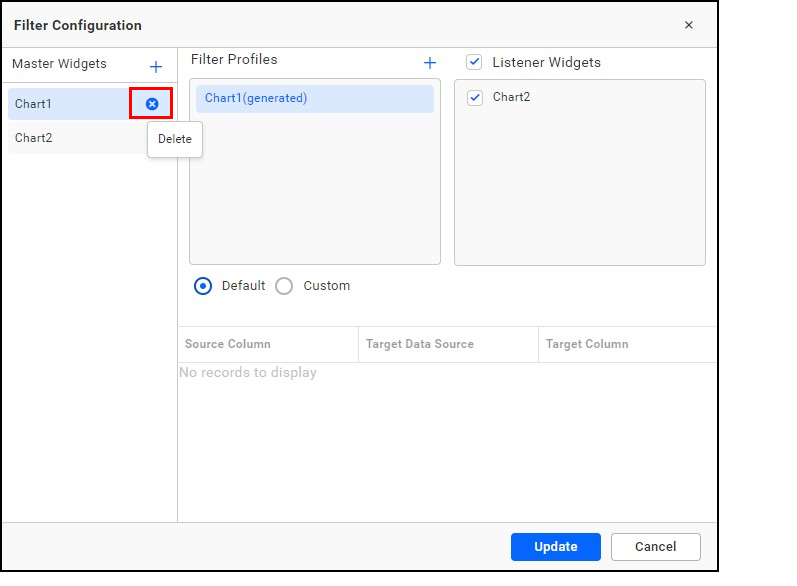 Filter Configuration
Master Widgets
Chart1
Chart2
Delete
Filter Profiles
Chart1(generated)
Listener Widgets
Chart2
Default
Custom
Source Column
Target Data Source
Target Column
No records to display
Update
Cancel